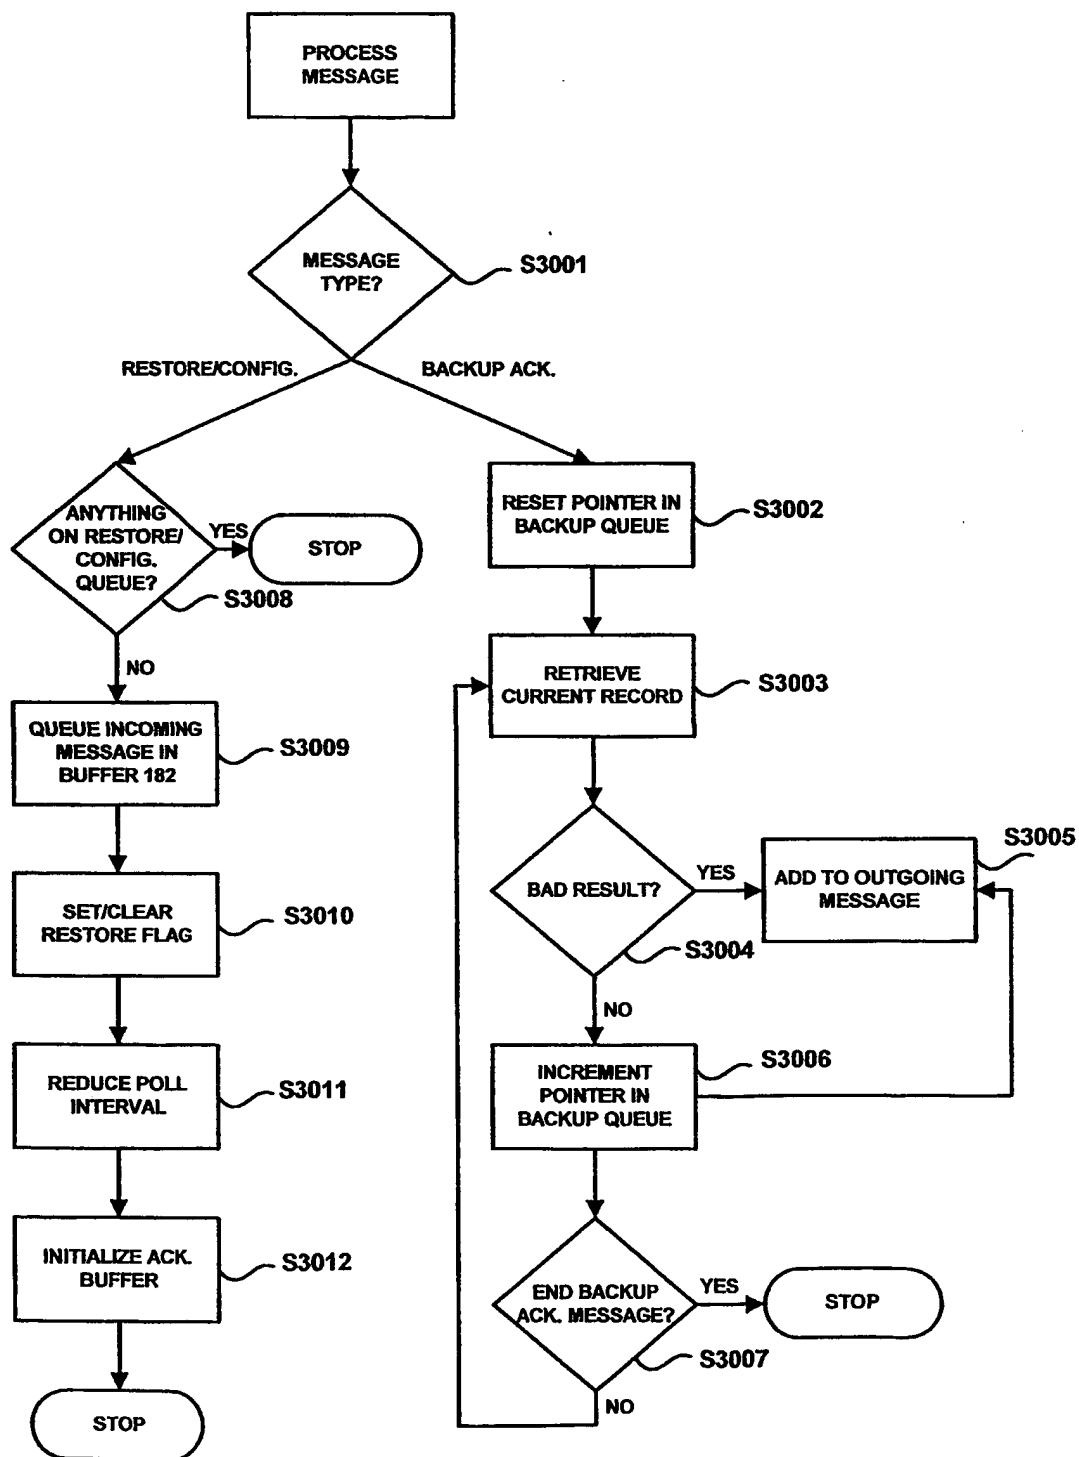 PROCESS
MESSAGE
MESSAGE
TYPE?
S3001
RESTORE/CONFIG.
BACKUP ACK.
ANYTHING
ON RESTORE/
CONFIG.
QUEUE?
YES
STOP
S3008
NO
QUEUE INCOMING
MESSAGE IN
BUFFER 182
S3009
SET/CLEAR
RESTORE FLAG
S3010
REDUCE POLL
INTERVAL
S3011
INITIALIZE ACK.
BUFFER
S3012
STOP
RESET POINTER IN
BACKUP QUEUE
S3002
RETRIEVE
CURRENT RECORD
S3003
BAD RESULT?
YES
S3004
ADD TO OUTGOING
MESSAGE
S3005
NO
INCREMENT
POINTER IN
BACKUP QUEUE
S3006
END BACKUP
ACK. MESSAGE?
YES
STOP
S3007
NO